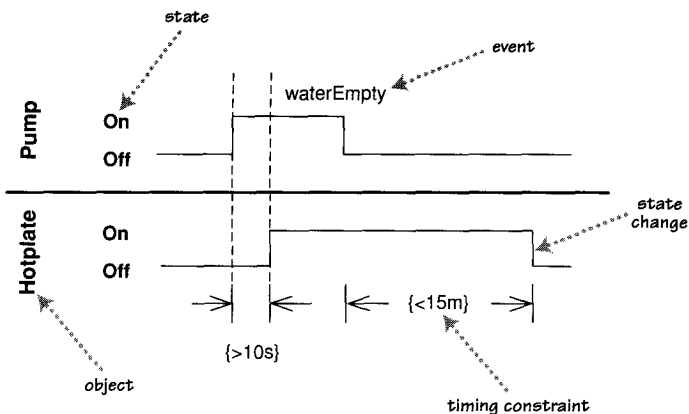 state
event
waterEmpty
Pump
On
Off
Hotplate
On
Off
state
change
{>10s}
{<15m}
object
timing constraint